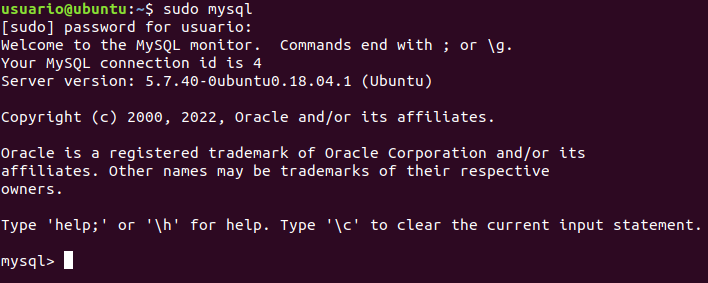 usuario@ubuntu:~$ sudo mysql
[sudo] password for usuario:
Welcome to the MySQL monitor.  Commands end with ; or \g.
Your MySQL connection id is 4
Server version: 5.7.40-0ubuntu0.18.04.1 (Ubuntu)
Copyright (c) 2000, 2022, Oracle and/or its affiliates.
Oracle is a registered trademark of Oracle Corporation and/or its
affiliates. Other names may be trademarks of their respective
owners.
Type 'help;' or '\h' for help. Type '\c' to clear the current input statement.
mysql>